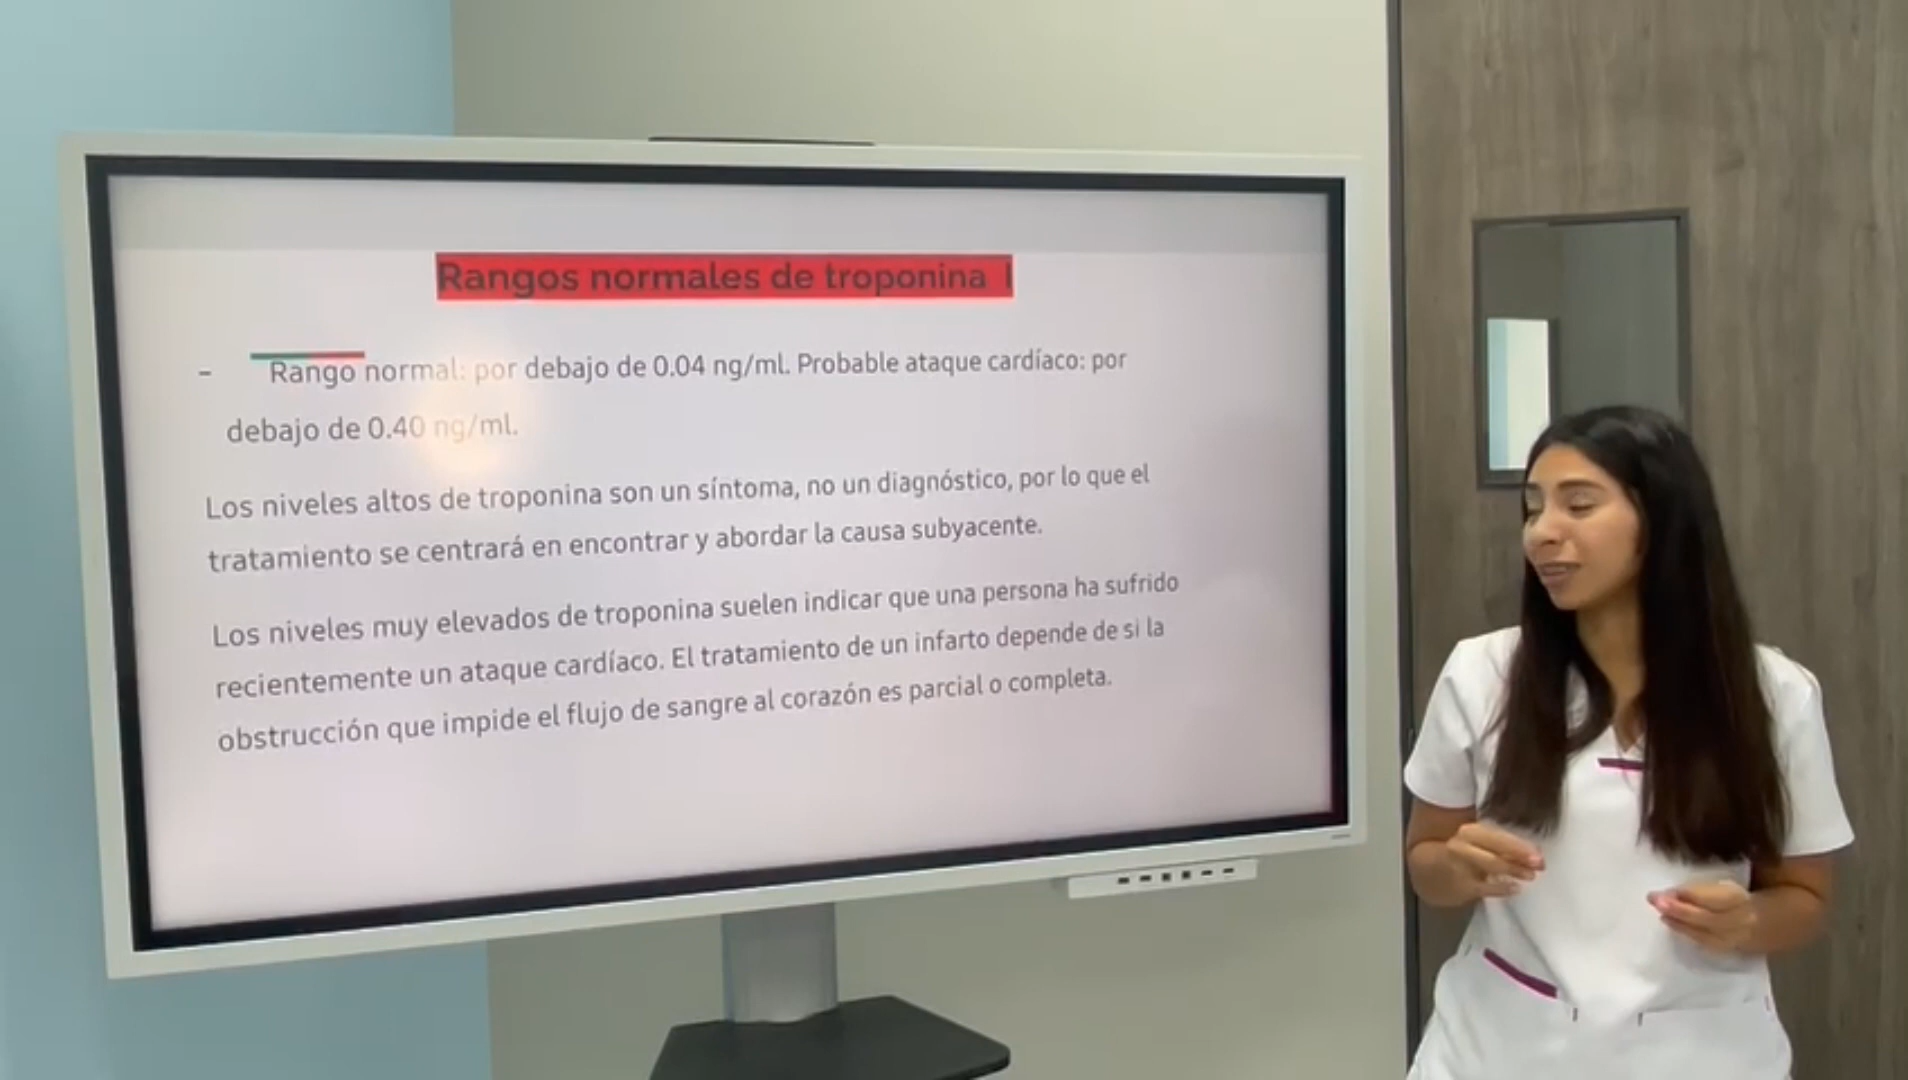 Rangos normales de troponina I
- Rango normal: por debajo de 0.04 ng/ml. Probable ataque cardíaco: por
debajo de 0.40 ng/ml.
Los niveles altos de troponina son un síntoma, no un diagnóstico, por lo que el
tratamiento se centrará en encontrar y abordar la causa subyacente.
Los niveles muy elevados de troponina suelen indicar que una persona ha sufrido
recientemente un ataque cardíaco. El tratamiento de un infarto depende de si la
obstrucción que impide el flujo de sangre al corazón es parcial o completa.